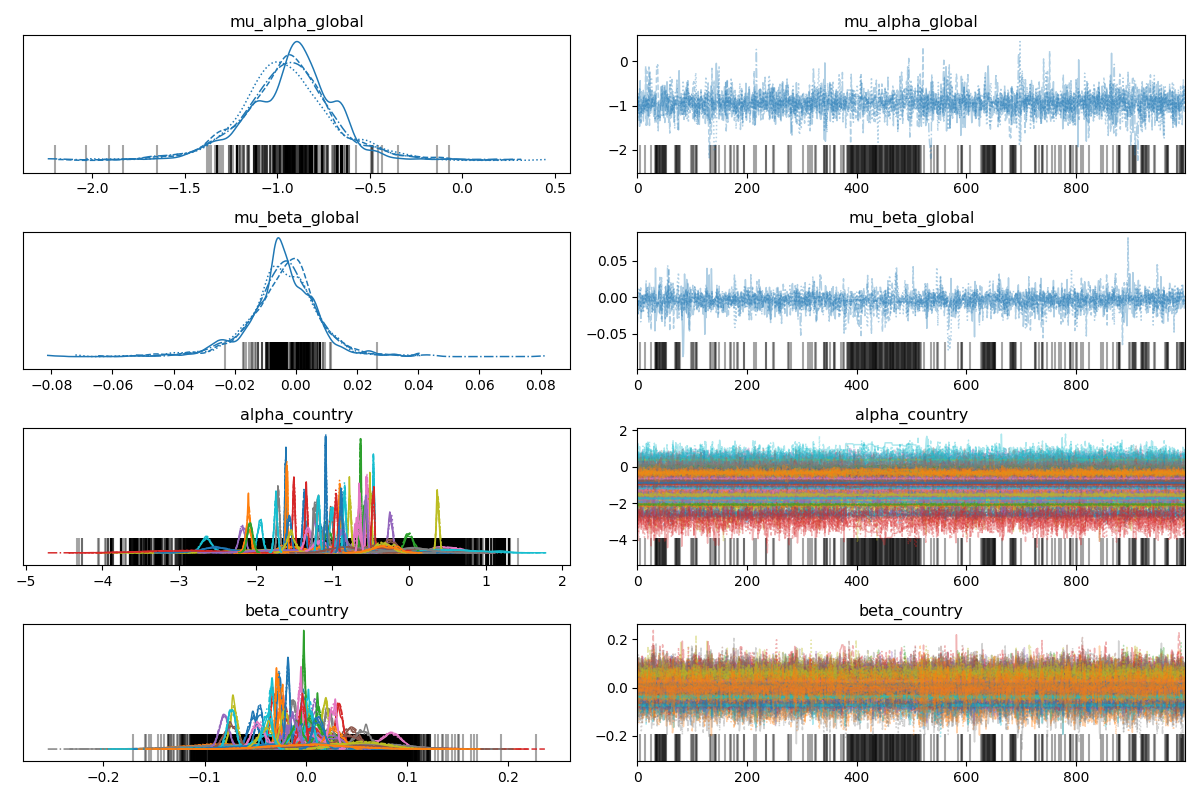 mu_alpha_global
mu_alpha_global
0
−1
−2
−2.0 −1.5 −1.0 −0.5 0.0 0.5
0 200 400 600 800
mu_beta_global
mu_beta_global
0.05
0.00
−0.05
−0.08 −0.06 −0.04 −0.02 0.00 0.02 0.04 0.06 0.08
0 200 400 600 800
alpha_country
alpha_country
2
0
−2
−4
−5 −4 −3 −2 −1 0 1 2
0 200 400 600 800
beta_country
beta_country
0.2
0.0
−0.2
−0.2 −0.1 0.0 0.1 0.2
0 200 400 600 800